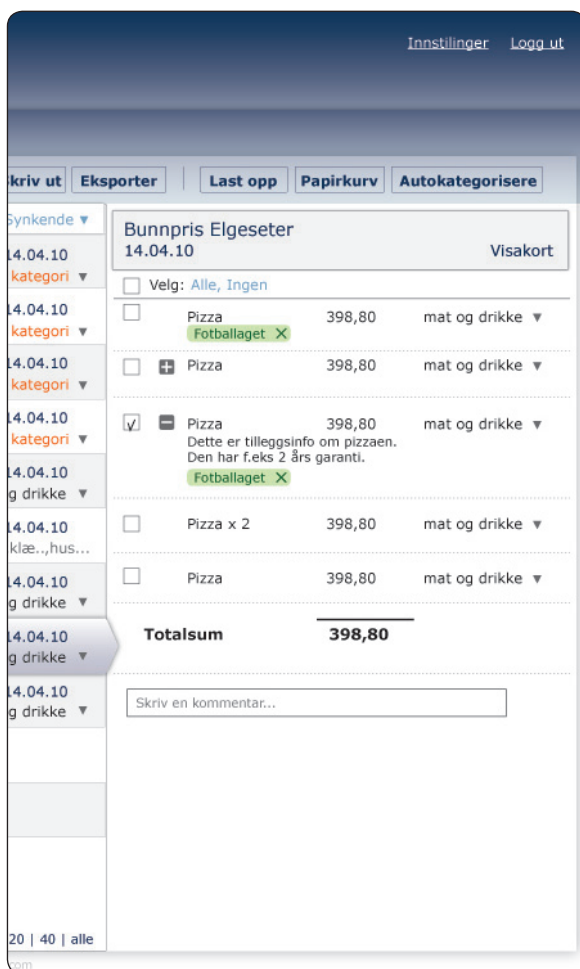 Innstilinger Logg ut
kriv ut Eksporter Last opp Papirkurv Autokategorisere
Synkende ▼
14.04.10
kategori ▼
14.04.10
kategori ▼
14.04.10
kategori ▼
14.04.10
kategori ▼
14.04.10
g drikke ▼
14.04.10
klæ..,hus...
14.04.10
g drikke ▼
14.04.10
g drikke ▼
14.04.10
g drikke ▼
20 | 40 | alle
Bunnpris Elgeseter
14.04.10 Visakort
Velg: Alle, Ingen
Pizza 398,80 mat og drikke ▼
Fotballaget X
Pizza 398,80 mat og drikke ▼
Pizza 398,80 mat og drikke ▼
Dette er tilleggsinfo om pizzaen.
Den har f.eks 2 års garanti.
Fotballaget X
Pizza x 2 398,80 mat og drikke ▼
Pizza 398,80 mat og drikke ▼
Totalsum 398,80
Skriv en kommentar...
com